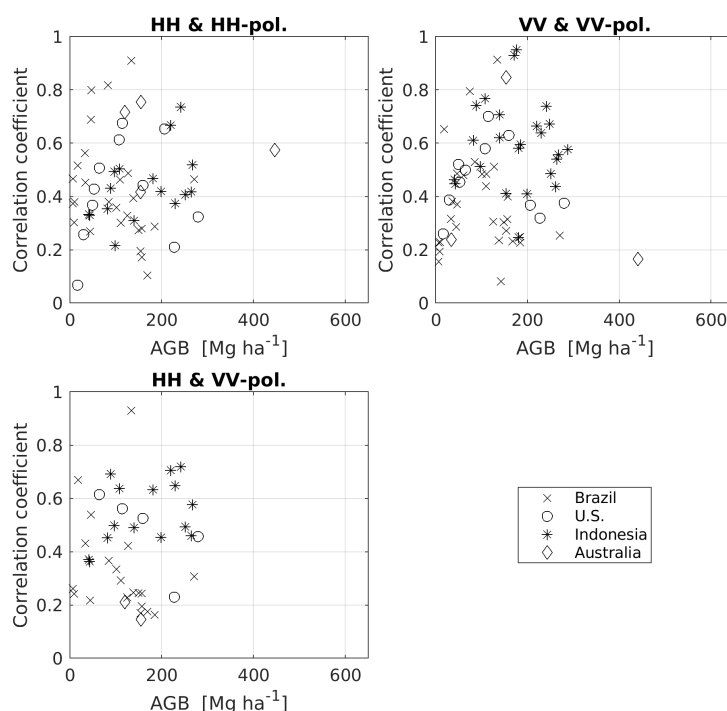 HH & HH-pol.
1
0.8
0.6
0.4
0.2
0
Correlation coefficient
0 200 400 600
AGB [Mg ha-1]
VV & VV-pol.
1
0.8
0.6
0.4
0.2
0
Correlation coefficient
0 200 400 600
AGB [Mg ha-1]
HH & VV-pol.
1
0.8
0.6
0.4
0.2
0
Correlation coefficient
0 200 400 600
AGB [Mg ha-1]
Brazil
U.S.
Indonesia
Australia